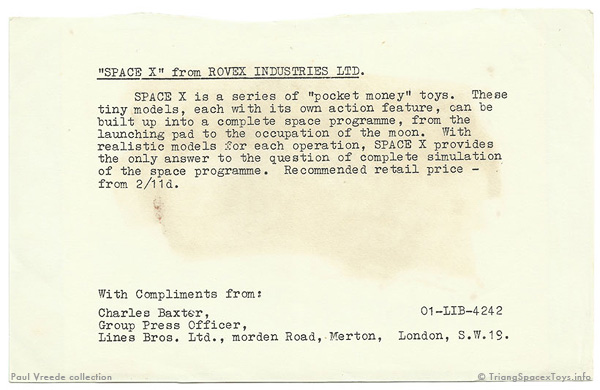 "SPACE X" from ROVEX INDUSTRIES LTD.
SPACE X is a series of "pocket money" toys. These
tiny models, each with its own action feature, can be
built up into a complete space programme, from the
launching pad to the occupation of the moon. With
realistic models for each operation, SPACE X provides
the only answer to the question of complete simulation
of the space programme. Recommended retail price -
from 2/11d.
With Compliments from:
Charles Baxter, 01-LIB-4242
Group Press Officer,
Lines Bros. Ltd., morden Road, Merton, London, S.W.19.
Paul Vreede collection © TriangSpacexToys.info